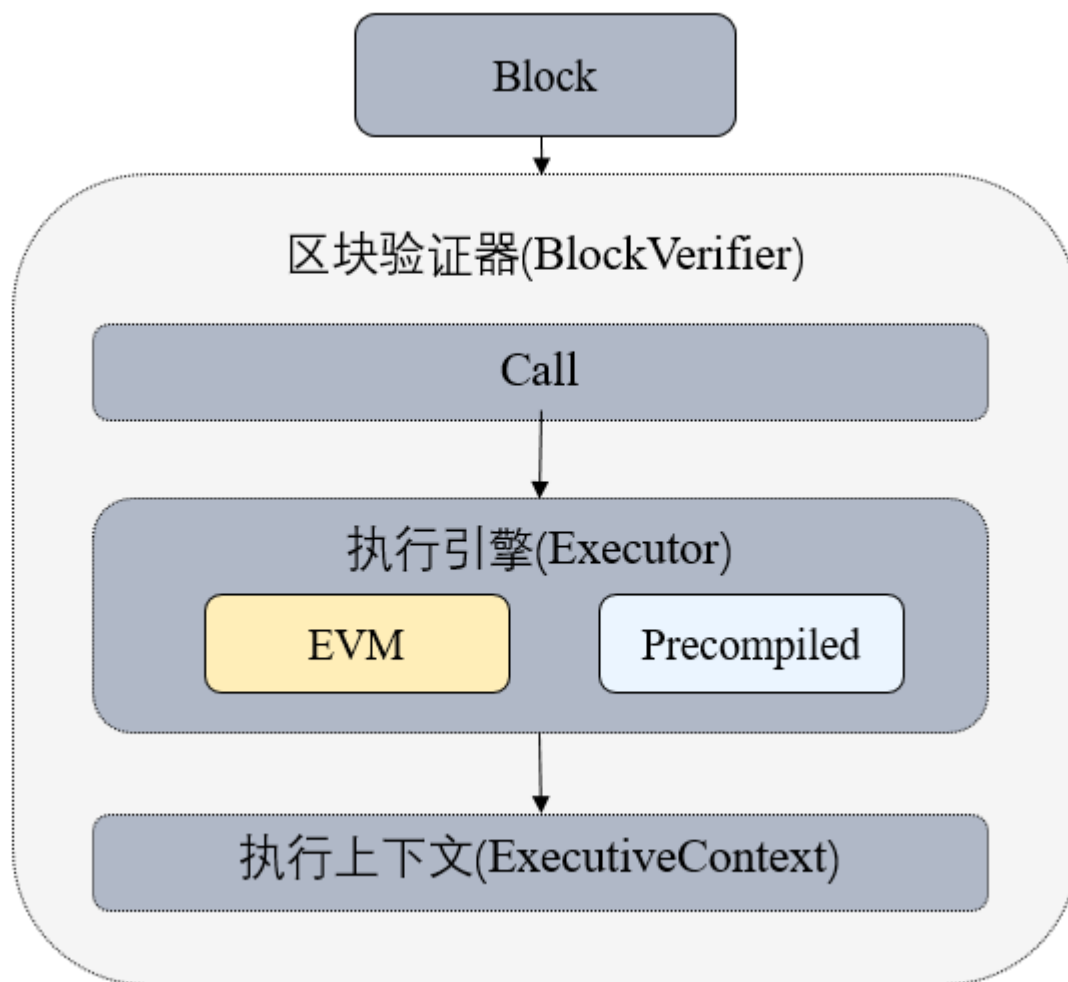 Block
区块验证器(BlockVerifier)
Call
执行引擎(Executor)
EVM
Precompiled
执行上下文(ExecutiveContext)